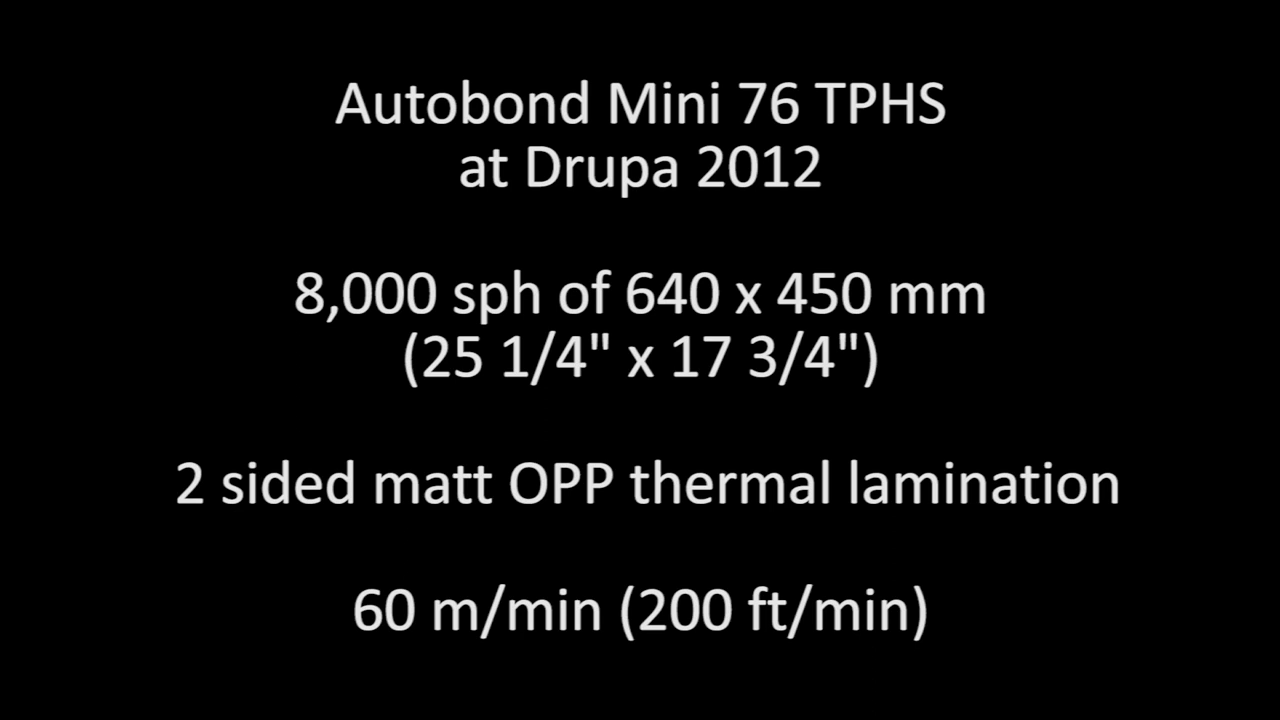 Autobond Mini 76 TPHS
at Drupa 2012
8,000 sph of 640 x 450 mm
(25 1/4" x 17 3/4")
2 sided matt OPP thermal lamination
60 m/min (200 ft/min)